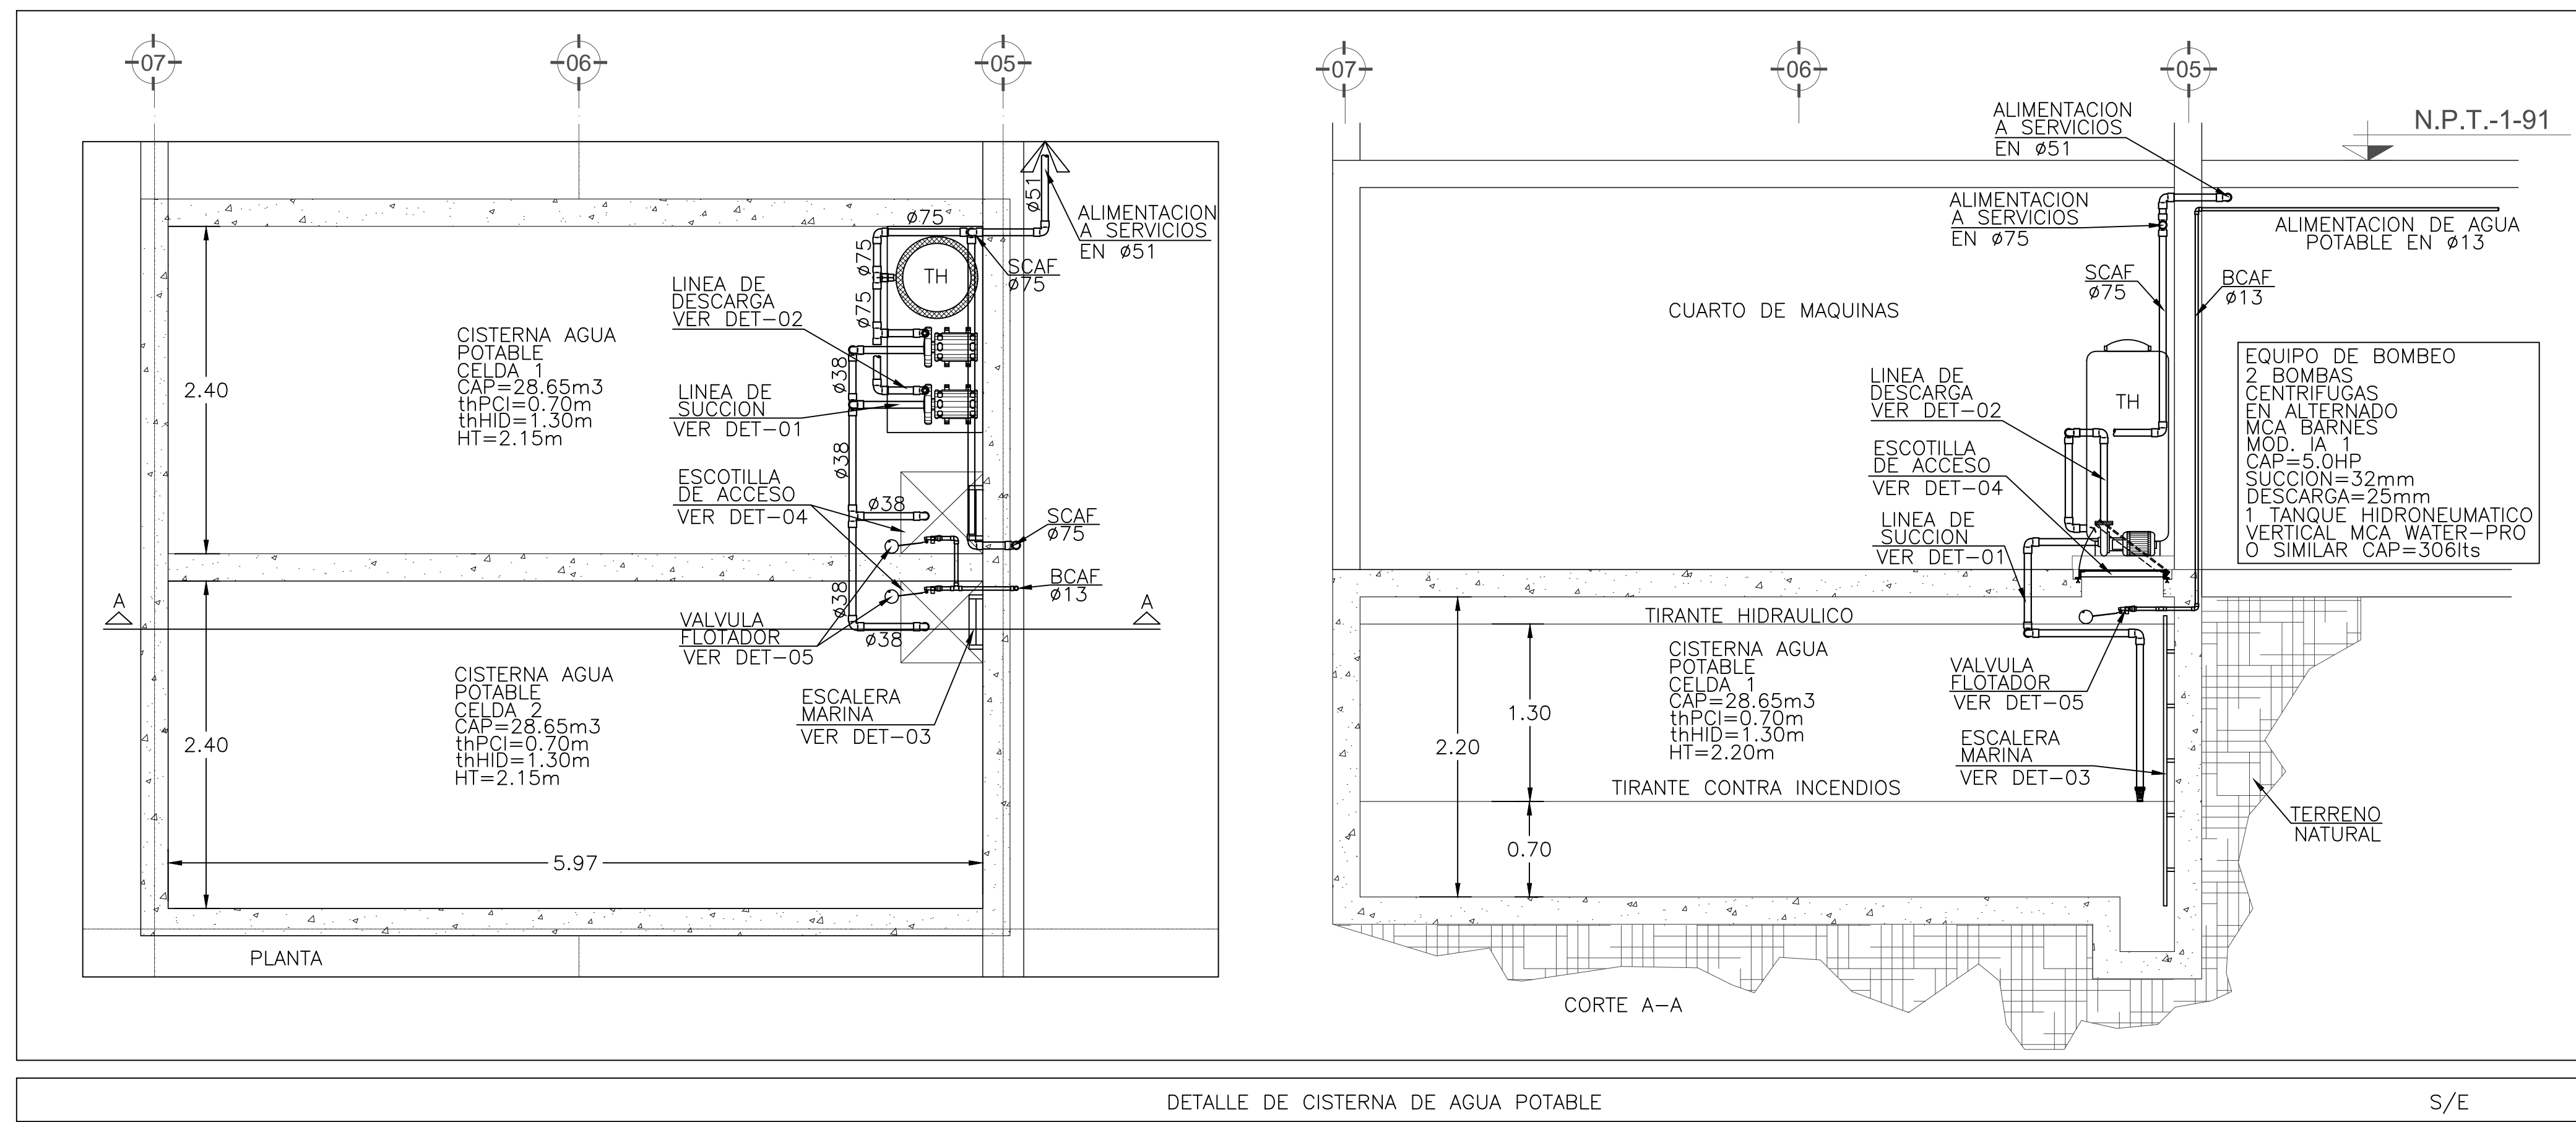 07
06
05
ø51
ALIMENTACION
A SERVICIOS
EN ø51
ø75
ø75
ø75
TH
SCAF
ø75
LINEA DE
DESCARGA
VER DET-02
CISTERNA AGUA
POTABLE
CELDA 1
CAP=28.65m3
thPCI=0.70m
thHID=1.30m
HT=2.15m
2.40
ø38
LINEA DE
SUCCION
VER DET-01
ø38
ESCOTILLA
DE ACCESO
VER DET-04
ø38
SCAF
ø75
BCAF
ø13
A
A
ø38
ø38
VALVULA
FLOTADOR
VER DET-05
CISTERNA AGUA
POTABLE
CELDA 2
CAP=28.65m3
thPCI=0.70m
thHID=1.30m
HT=2.15m
2.40
ESCALERA
MARINA
VER DET-03
5.97
PLANTA
07
06
05
N.P.T.-1-91
ALIMENTACION
A SERVICIOS
EN ø51
ALIMENTACION
A SERVICIOS
EN ø75
ALIMENTACION DE AGUA
POTABLE EN ø13
SCAF
ø75
BCAF
ø13
CUARTO DE MAQUINAS
TH
LINEA DE
DESCARGA
VER DET-02
ESCOTILLA
DE ACCESO
VER DET-04
LINEA DE
SUCCION
VER DET-01
EQUIPO DE BOMBEO
2 BOMBAS
CENTRIFUGAS
EN ALTERNADO
MCA BARNES
MOD. IA 1
CAP=5.0HP
SUCCION=32mm
DESCARGA=25mm
1 TANQUE HIDRONEUMATICO
VERTICAL MCA WATER-PRO
O SIMILAR CAP=306lts
TIRANTE HIDRAULICO
CISTERNA AGUA
POTABLE
CELDA 1
CAP=28.65m3
thPCI=0.70m
thHID=1.30m
HT=2.20m
1.30
2.20
VALVULA
FLOTADOR
VER DET-05
ESCALERA
MARINA
VER DET-03
TIRANTE CONTRA INCENDIOS
0.70
TERRENO
NATURAL
CORTE A-A
DETALLE DE CISTERNA DE AGUA POTABLE
S/E